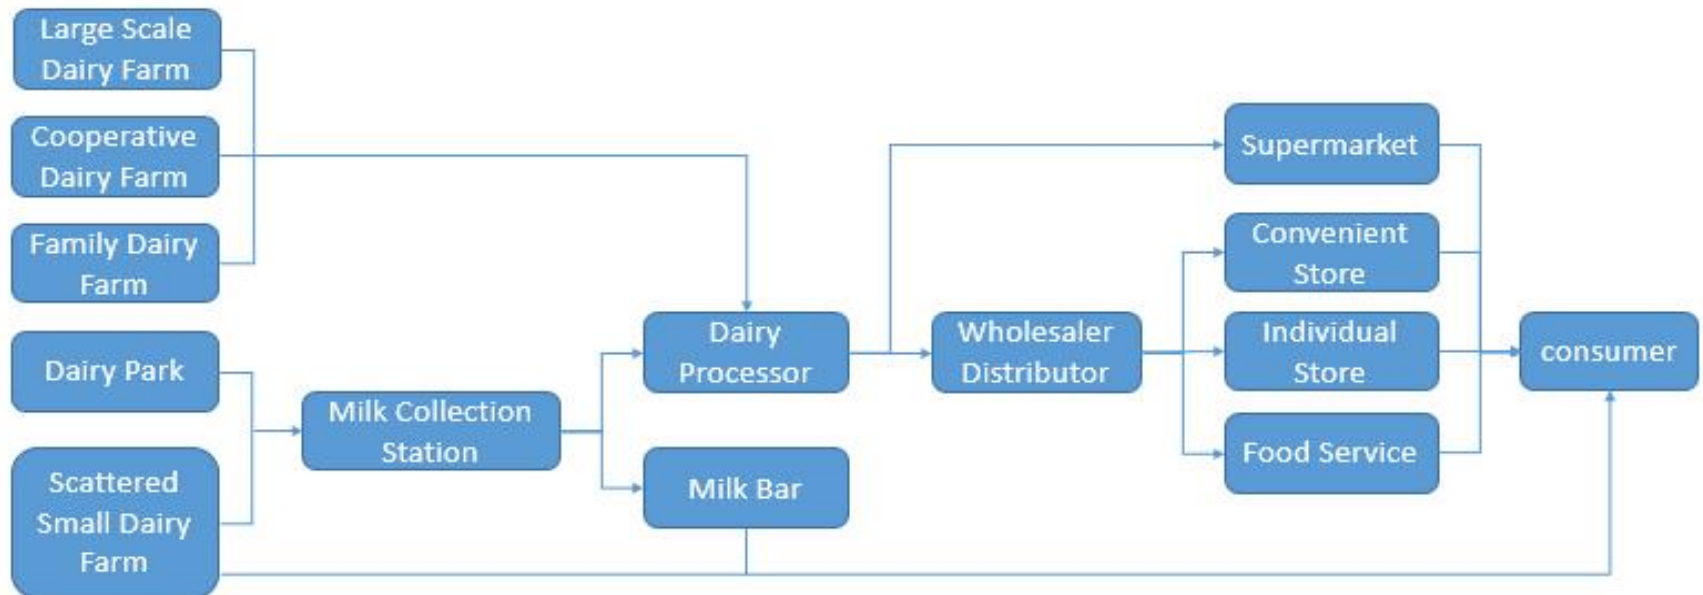 Large Scale
Dairy Farm
Cooperative
Dairy Farm
Family Dairy
Farm
Dairy Park
Scattered
Small Dairy
Farm
Milk Collection
Station
Dairy
Processor
Milk Bar
Wholesaler
Distributor
Supermarket
Convenient
Store
Individual
Store
Food Service
consumer